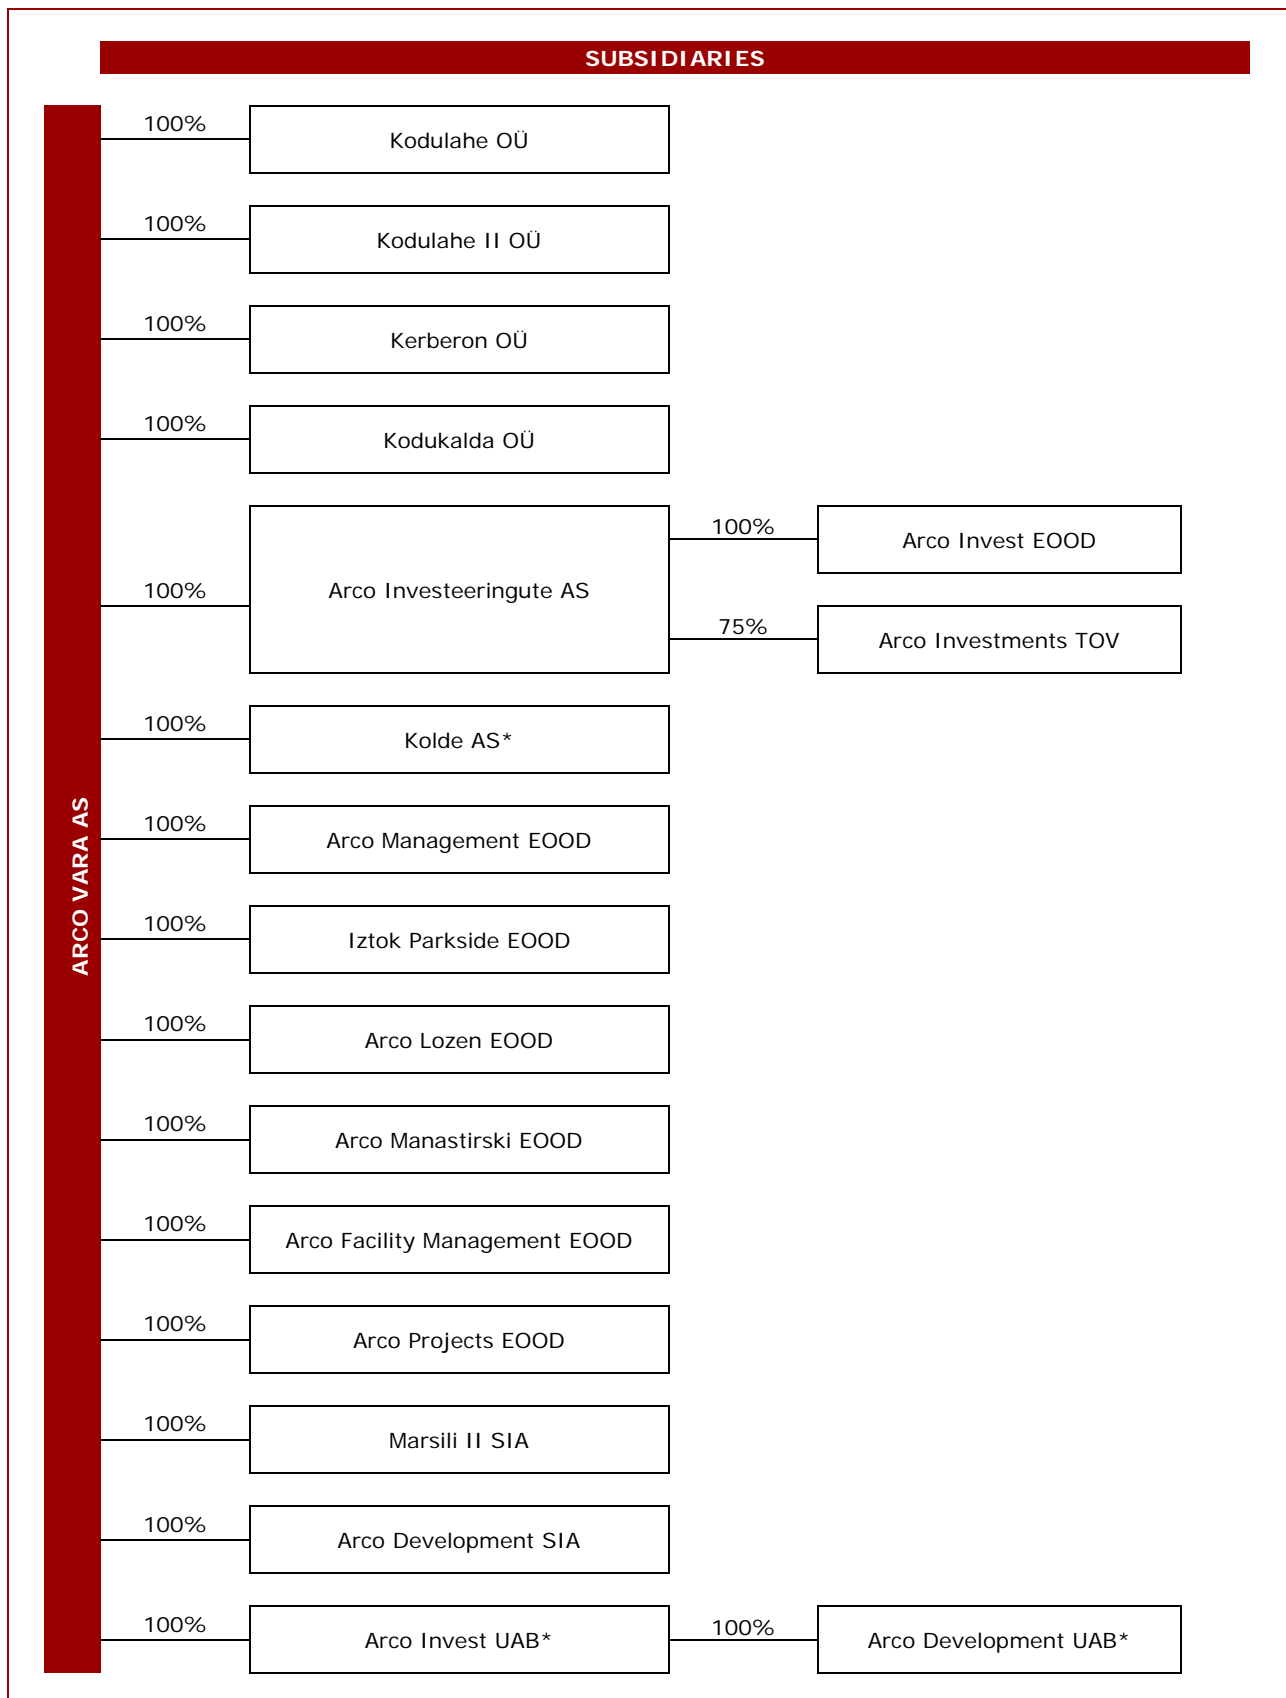 SUBSIDIARIES
ARCO VARA AS
100%
Kodulahe OÜ
100%
Kodulahe II OÜ
100%
Kerberon OÜ
100%
Kodukalda OÜ
100%
Arco Investeeringute AS
100%
Arco Invest EOOD
75%
Arco Investments TOV
100%
Kolde AS*
100%
Arco Management EOOD
100%
Iztok Parkside EOOD
100%
Arco Lozen EOOD
100%
Arco Manastirski EOOD
100%
Arco Facility Management EOOD
100%
Arco Projects EOOD
100%
Marsili II SIA
100%
Arco Development SIA
100%
Arco Invest UAB*
100%
Arco Development UAB*